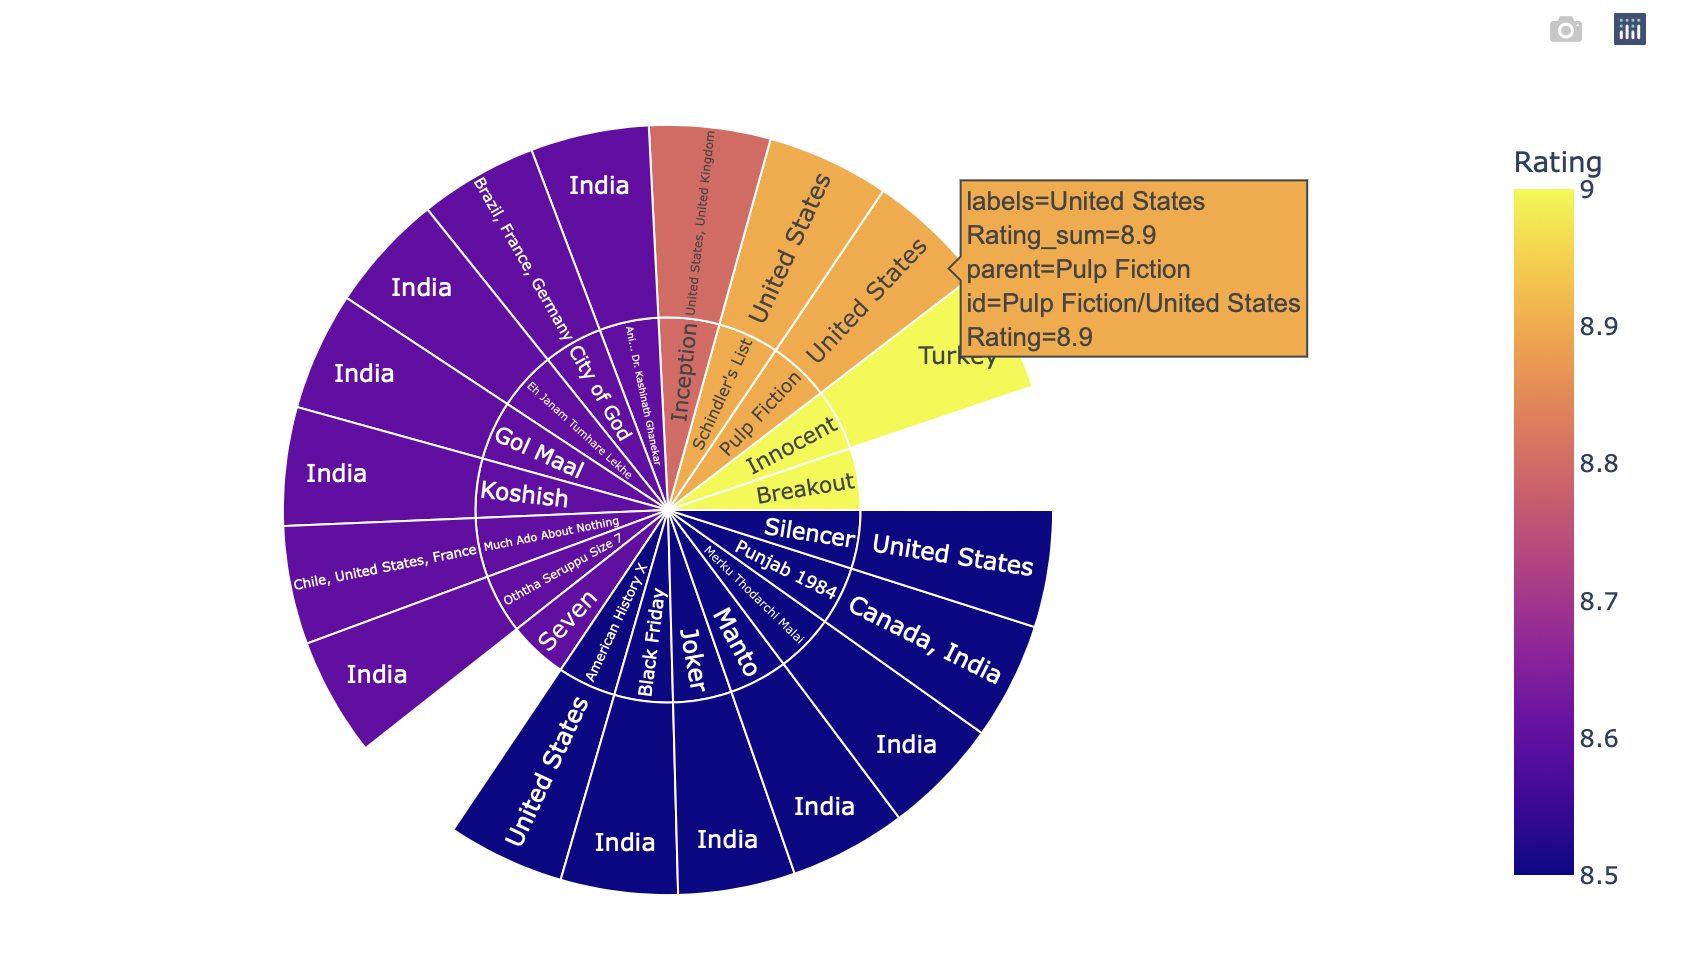 Rating
9
8.9
8.8
8.7
8.6
8.5
labels=United States
Rating_sum=8.9
parent=Pulp Fiction
id=Pulp Fiction/United States
Rating=8.9
Breakout
Innocent
Turkey
Pulp Fiction
United States
Schindler's List
United States
Inception
United States, United Kingdom
Ani... Dr. Kashinath Ghanekar
India
City of God
Brazil, France, Germany
Eh Janam Tumhare Lekhe
India
Gol Maal
India
Koshish
India
Much Ado About Nothing
Chile, United States, France
Oththa Seruppu Size 7
India
Seven
American History X
United States
Black Friday
India
Joker
India
Manto
India
Merku Thodarchi Malai
India
Punjab 1984
Canada, India
Silencer
United States